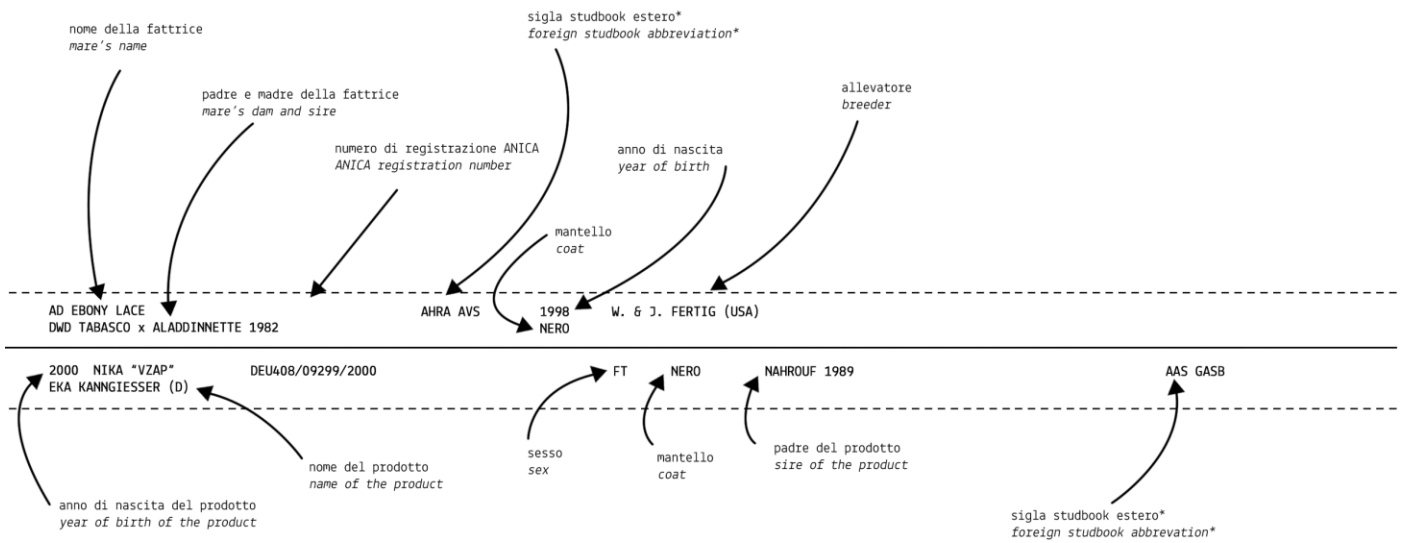 sigla studbook estero*
foreign studbook abbreviation*
nome della fattrice
mare's name
padre e madre della fattrice
mare's dam and sire
allevatore
breeder
numero di registrazione ANICA
ANICA registration number
anno di nascita
year of birth
mantello
coat
AD EBONY LACE AHRA AVS 1998 W. & J. FERTIG (USA)
DWD TABASCO x ALADDINNETTE 1982 NERO
2000 NIKA "VZAP" DEU408/09299/2000 FT NERO NAHROUF 1989 AAS GASB
EKA KANNGIESSER (D)
sesso
sex
mantello
coat
padre del prodotto
sire of the product
nome del prodotto
name of the product
anno di nascita del prodotto
year of birth of the product
sigla studbook estero*
foreign studbook abbrevation*